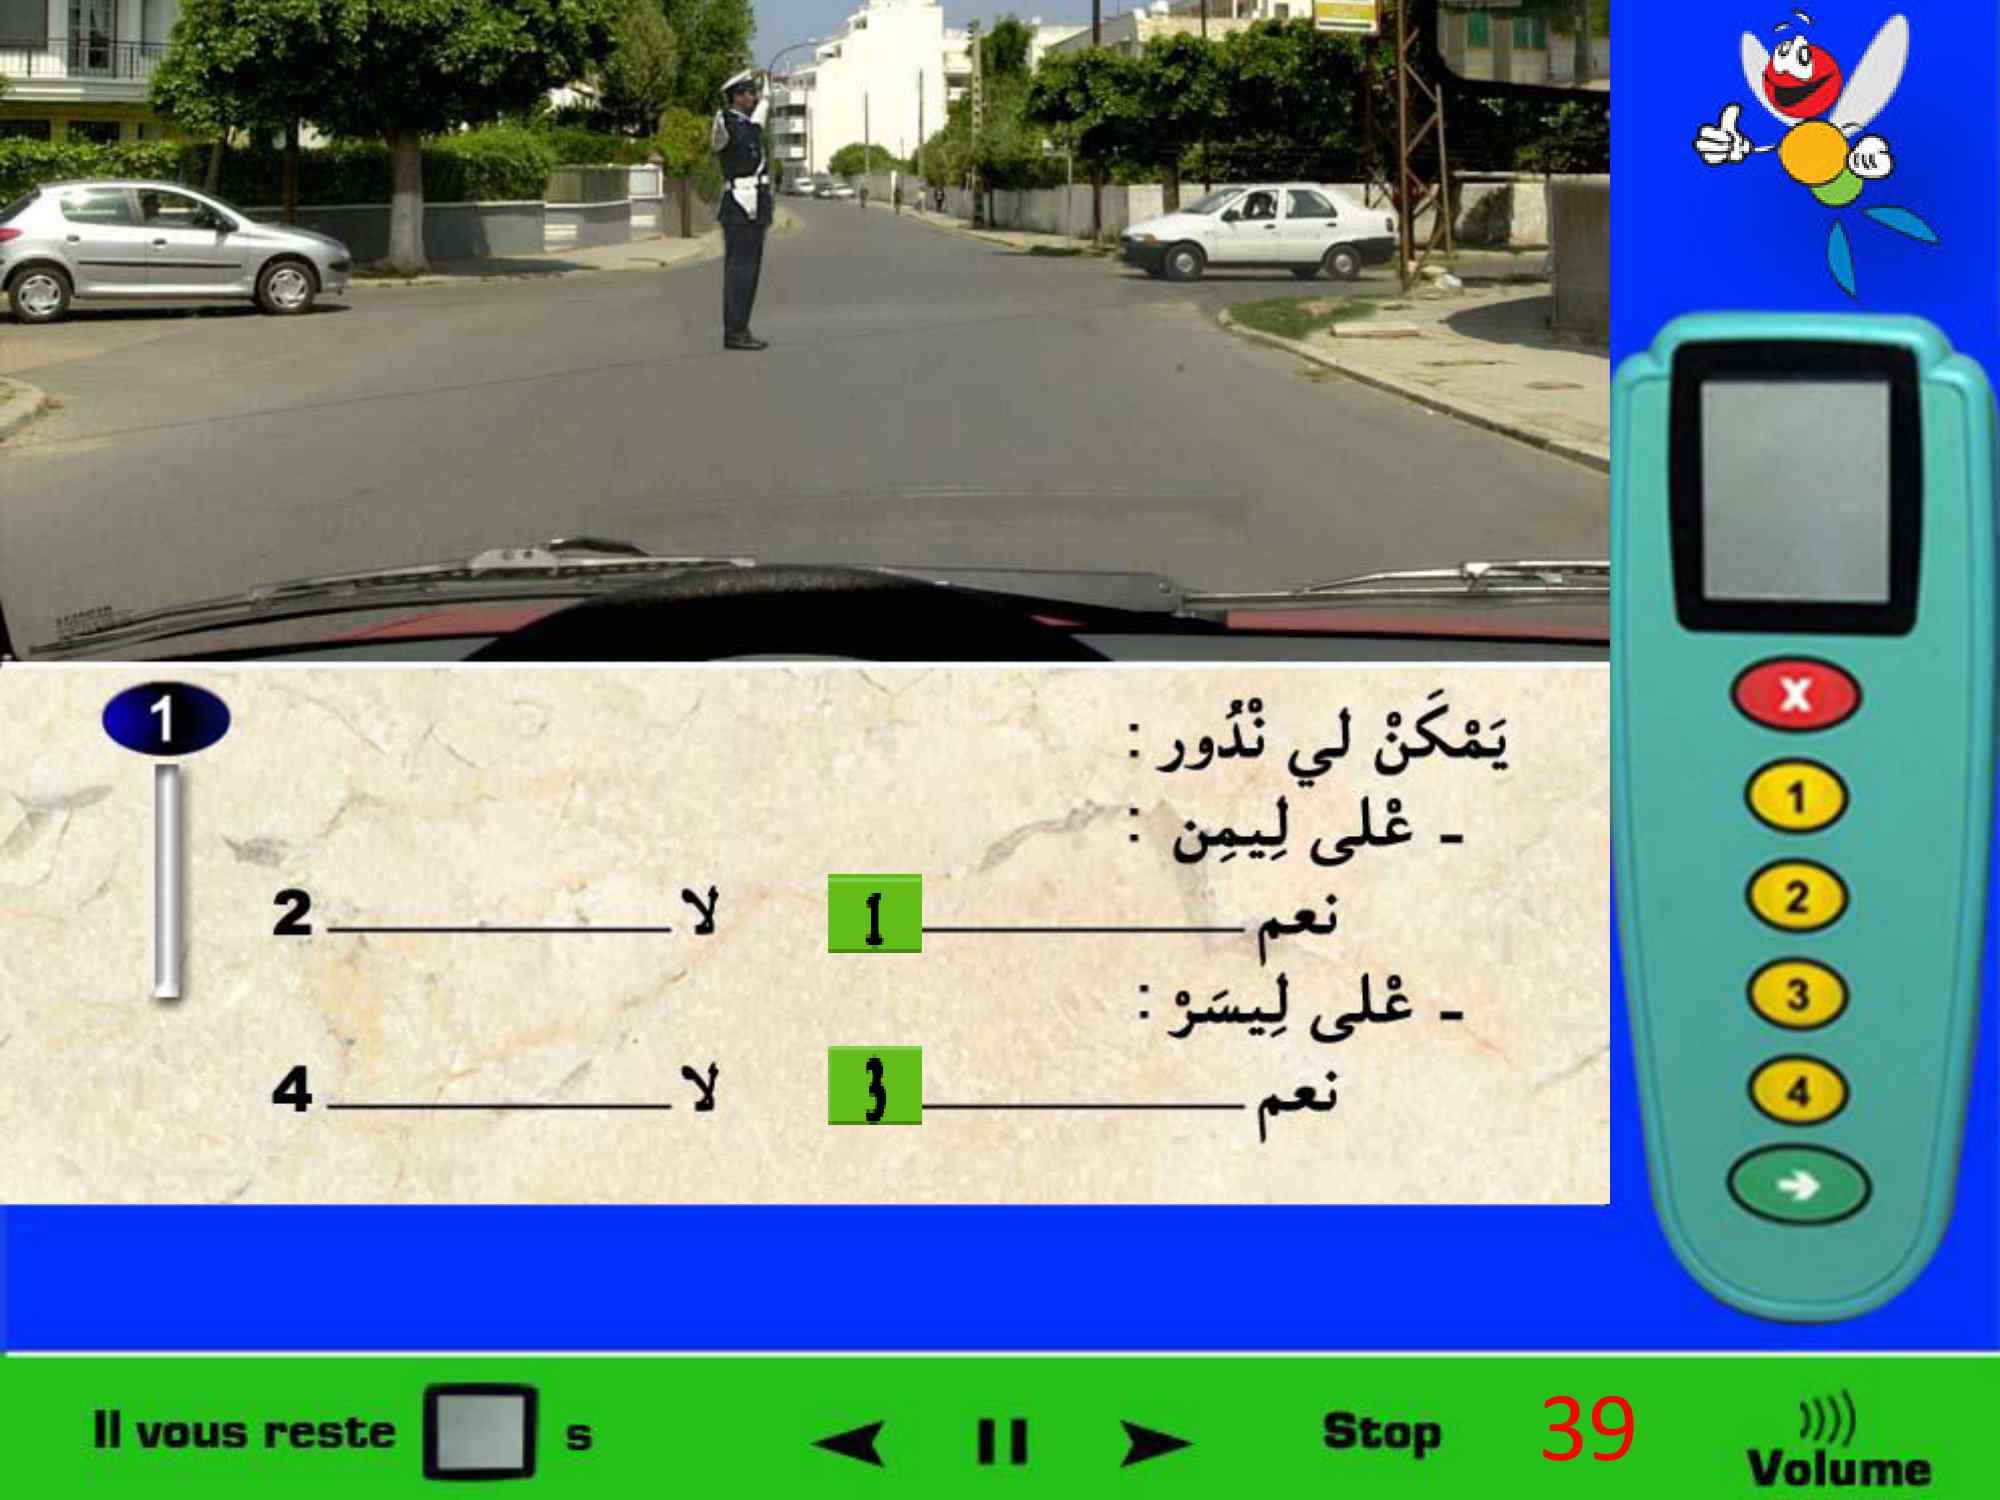 1
يَمْكَنْ لي نْدُور :
ـ عْلى لِيمِن :
نعم 1 لا 2
ـ عْلى لِيسَرْ :
نعم 3 لا 4
X
1
2
3
4
Il vous reste s
Stop
39
Volume